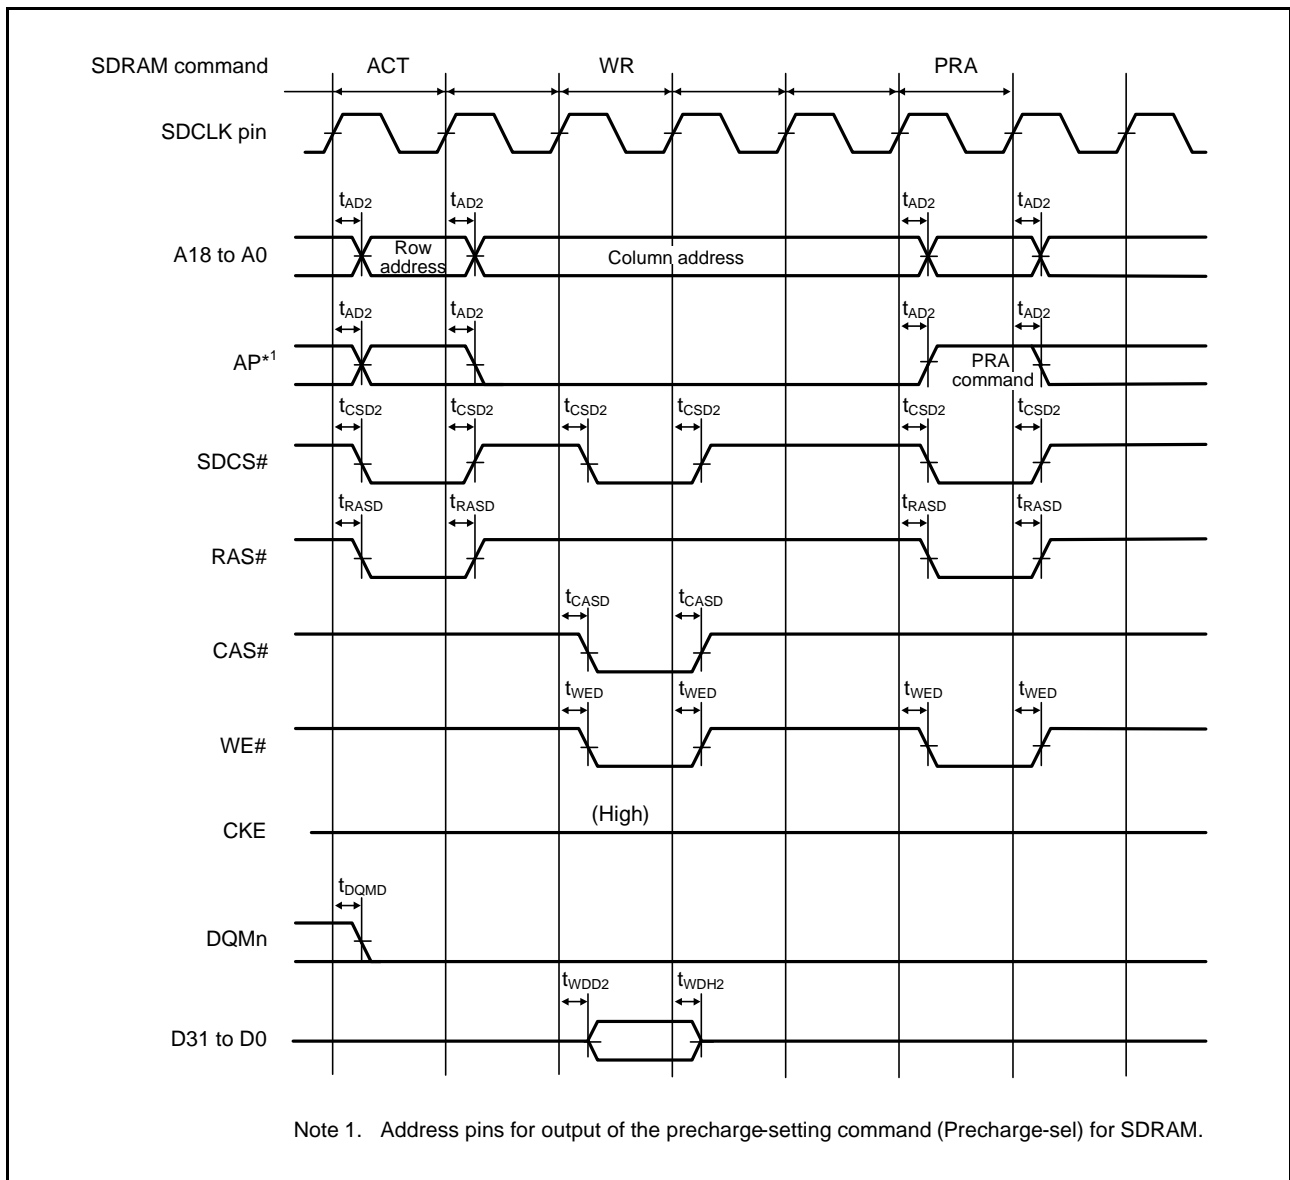 SDRAM command ACT WR PRA
SDCLK pin
tAD2 tAD2 tAD2 tAD2
A18 to A0 Row address Column address
tAD2 tAD2 tAD2 tAD2
AP*1 PRA command
tCSD2 tCSD2 tCSD2 tCSD2 tCSD2 tCSD2
SDCS#
tRASD tRASD tRASD tRASD
RAS#
tCASD tCASD
CAS#
tWED tWED tWED tWED
WE#
(High)
CKE
tDQMD
DQMn
tWDD2 tWDH2
D31 to D0
Note 1. Address pins for output of the precharge-setting command (Precharge-sel) for SDRAM.